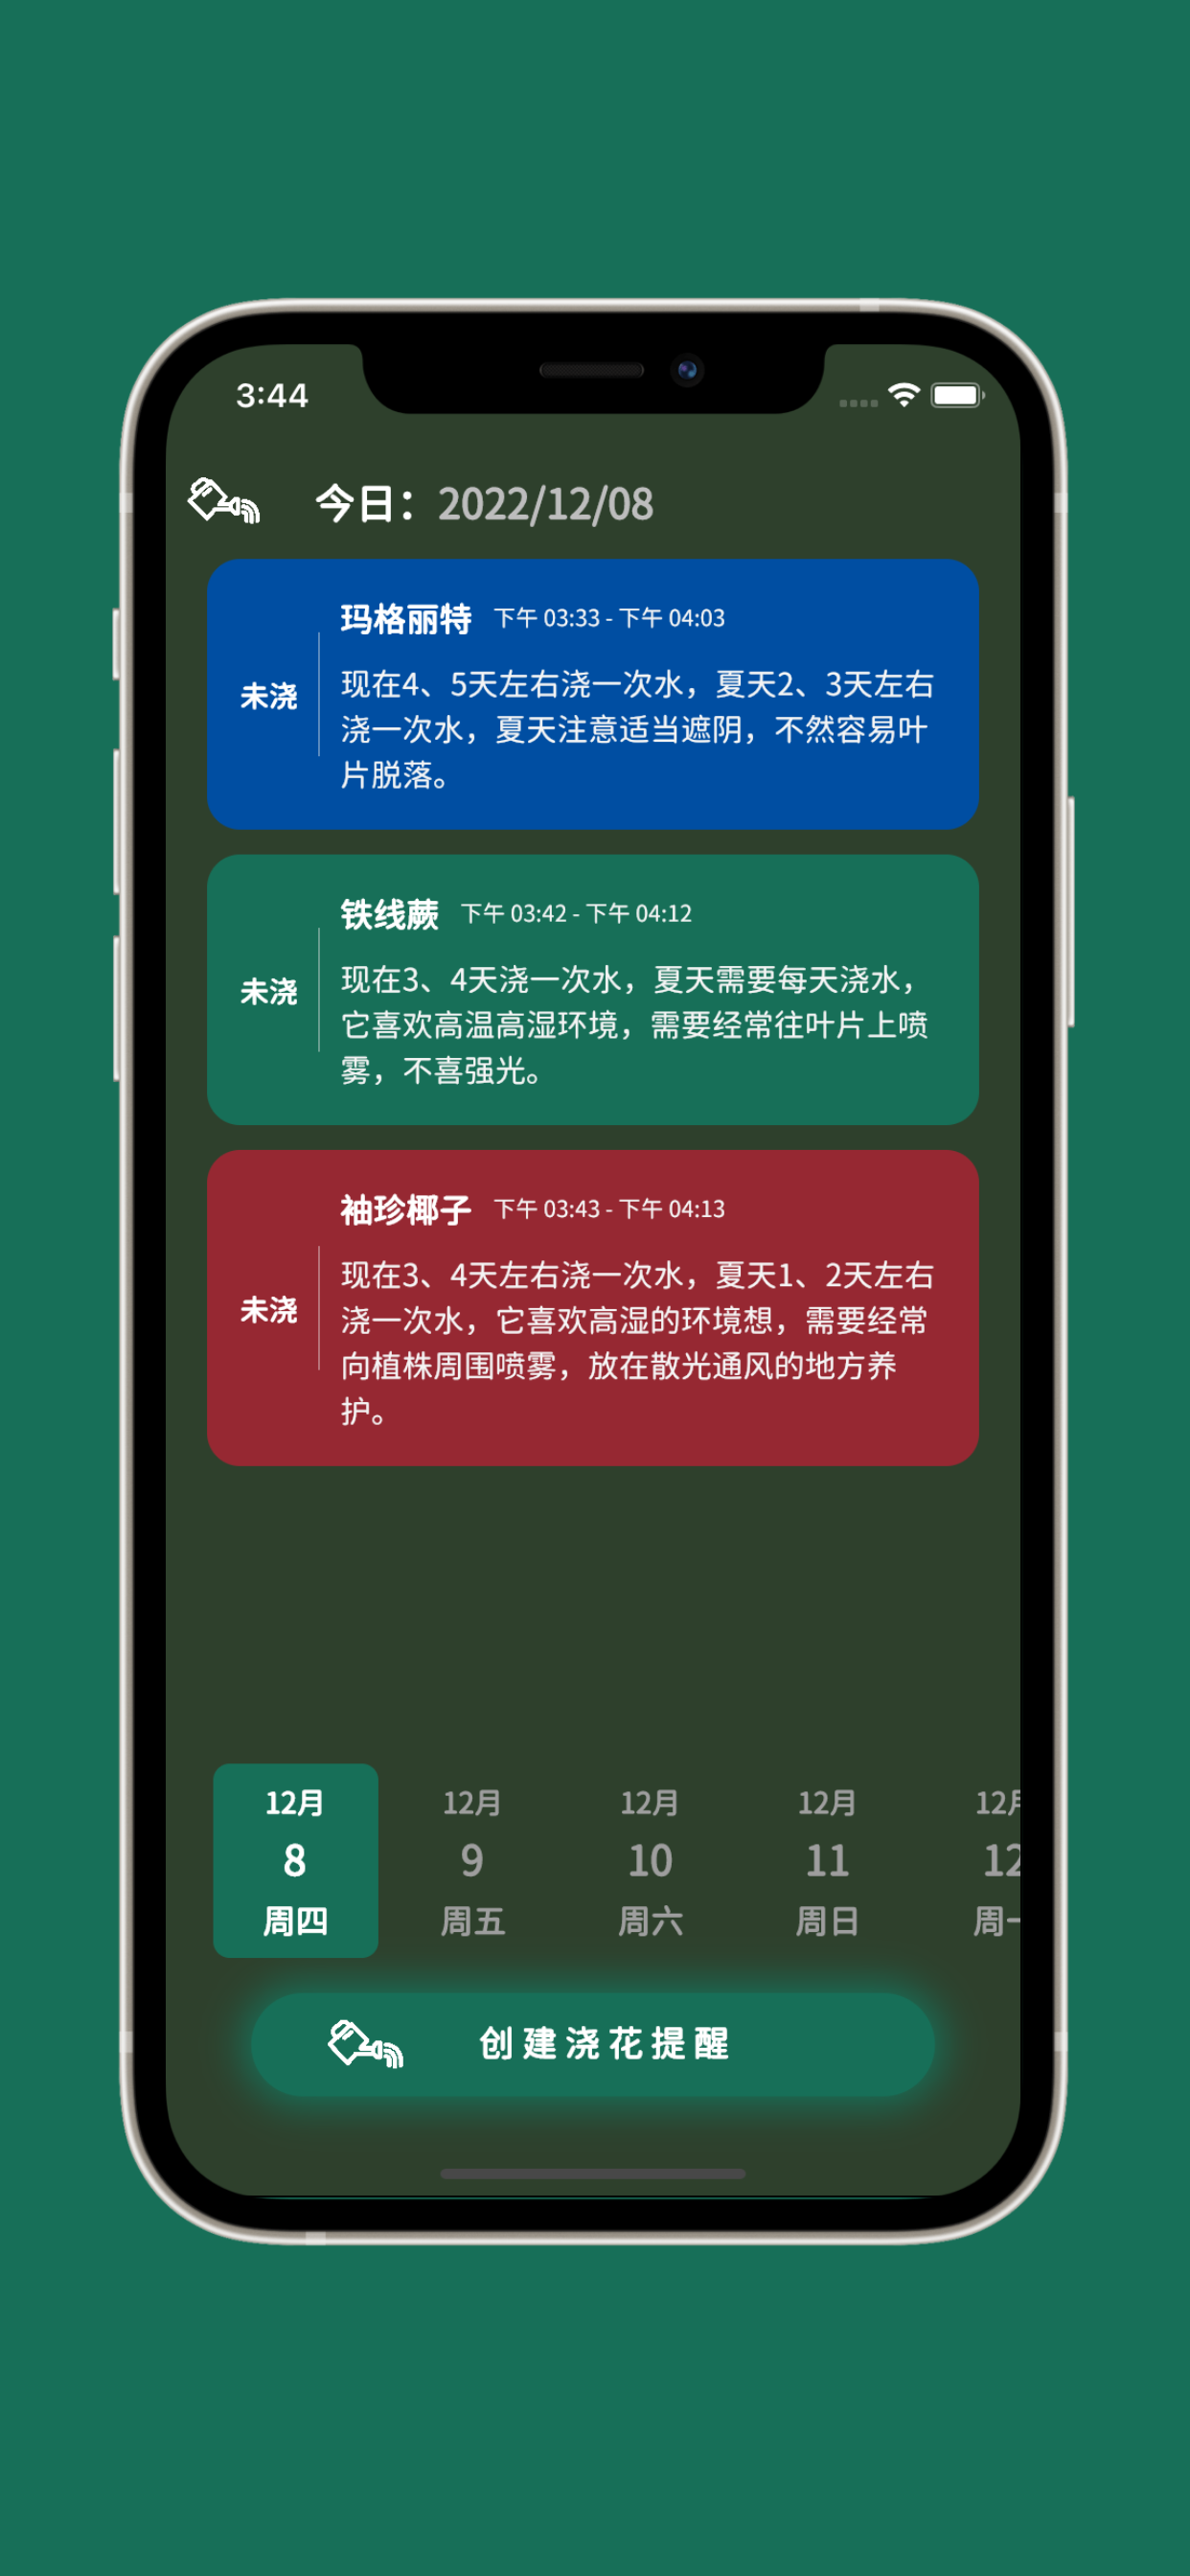 3:44
今日：2022/12/08
玛格丽特 下午 03:33 - 下午 04:03
未浇
现在4、5天左右浇一次水，夏天2、3天左右
浇一次水，夏天注意适当遮阴，不然容易叶
片脱落。
铁线蕨 下午 03:42 - 下午 04:12
未浇
现在3、4天浇一次水，夏天需要每天浇水，
它喜欢高温高湿环境，需要经常往叶片上喷
雾，不喜强光。
袖珍椰子 下午 03:43 - 下午 04:13
未浇
现在3、4天左右浇一次水，夏天1、2天左右
浇一次水，它喜欢高湿的环境想，需要经常
向植株周围喷雾，放在散光通风的地方养
护。
12月 12月 12月 12月 12月
8 9 10 11 12
周四 周五 周六 周日 周一
创建浇花提醒